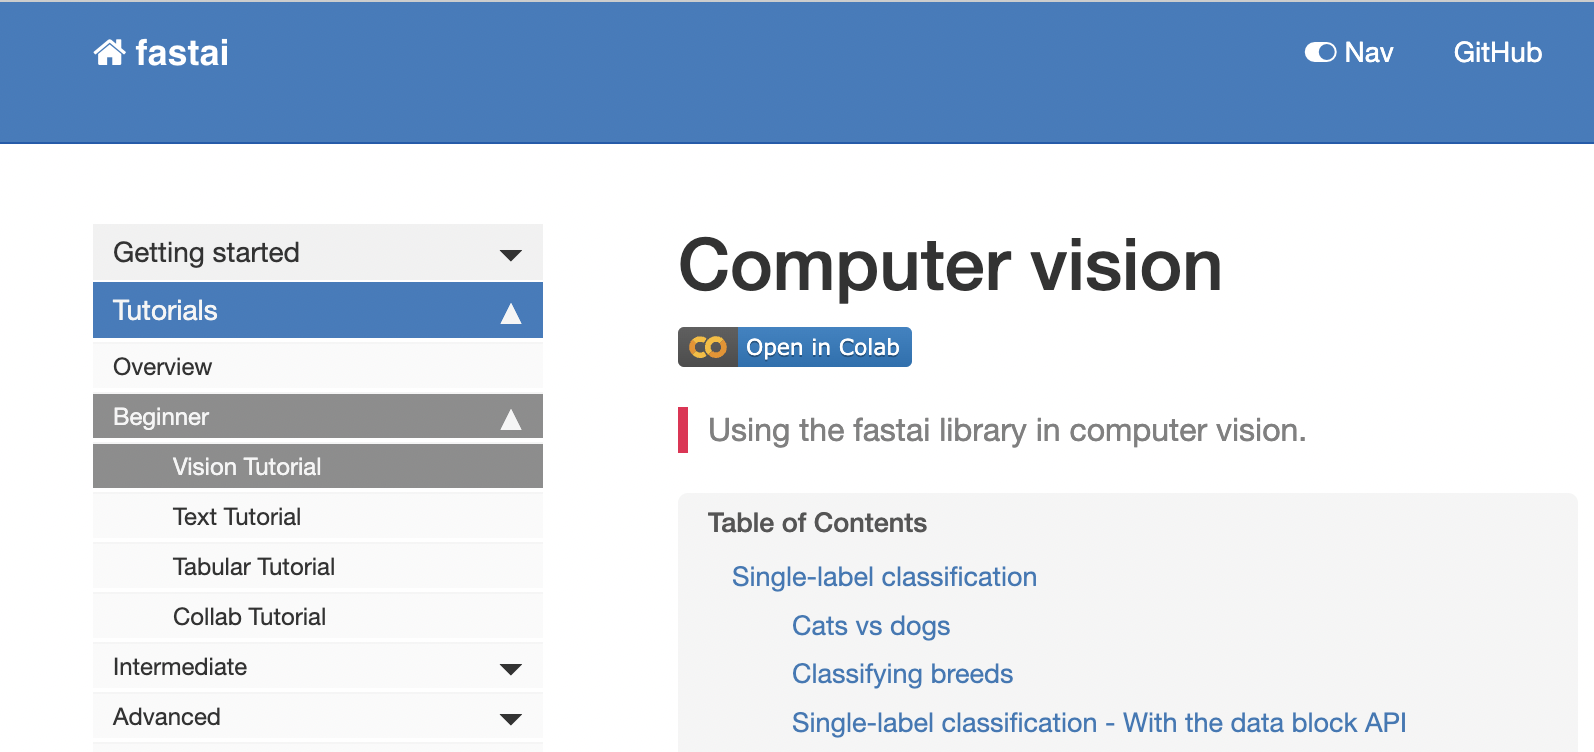 fastai
Nav
GitHub
Getting started
Tutorials
Overview
Beginner
Vision Tutorial
Text Tutorial
Tabular Tutorial
Collab Tutorial
Intermediate
Advanced
Computer vision
Open in Colab
Using the fastai library in computer vision.
Table of Contents
Single-label classification
Cats vs dogs
Classifying breeds
Single-label classification - With the data block API